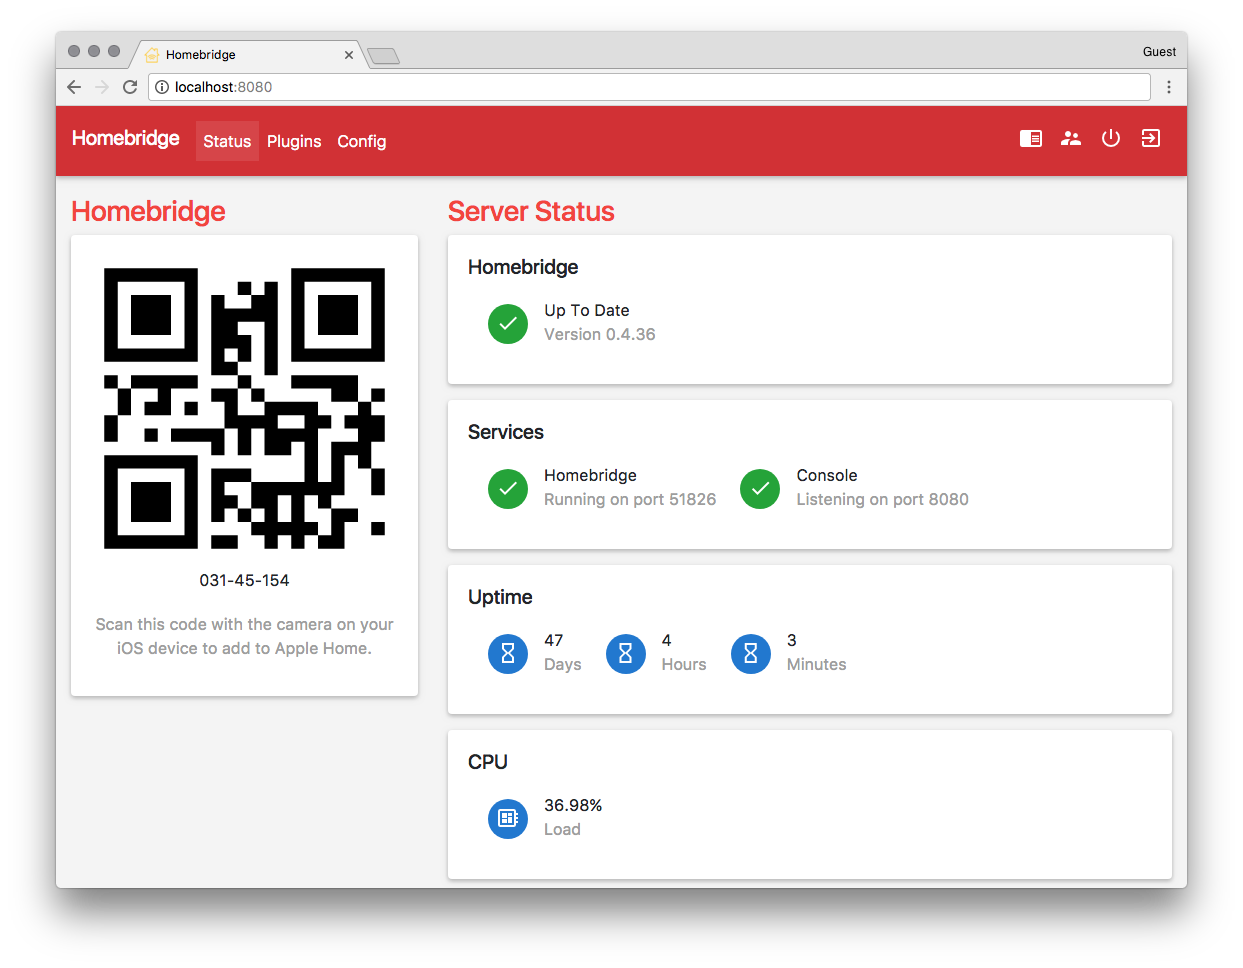 Homebridge
Guest
localhost:8080
Homebridge Status Plugins Config
Homebridge
031-45-154
Scan this code with the camera on your
iOS device to add to Apple Home.
Server Status
Homebridge
Up To Date
Version 0.4.36
Services
Homebridge
Running on port 51826
Console
Listening on port 8080
Uptime
47
Days
4
Hours
3
Minutes
CPU
36.98%
Load